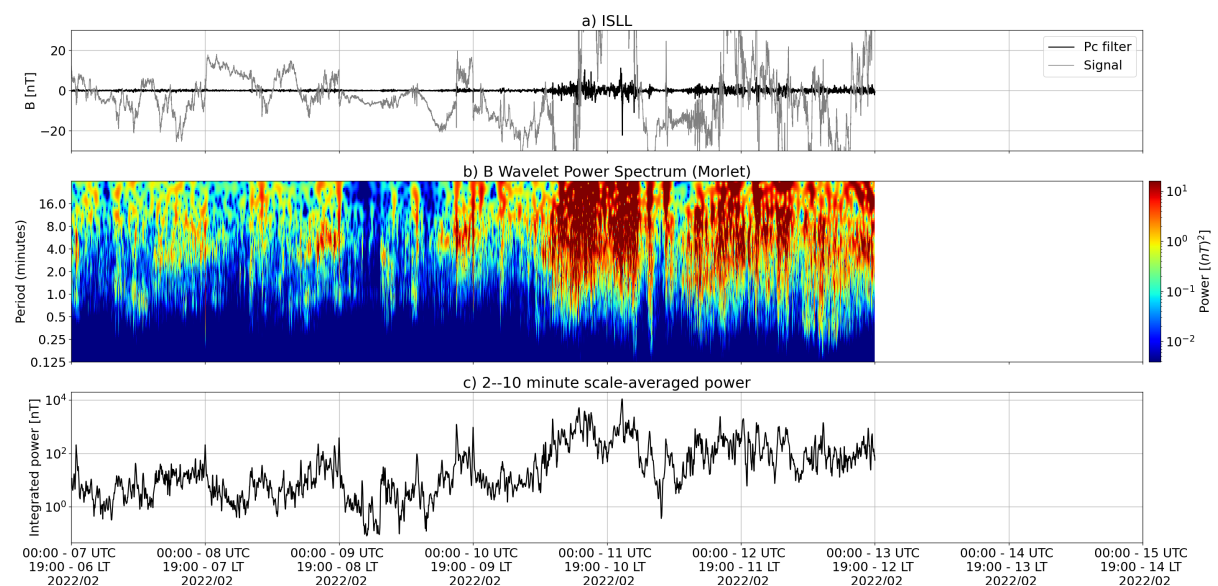 a) ISLL
B [nT]
20
0
−20
Pc filter
Signal
b) B Wavelet Power Spectrum (Morlet)
Period (minutes)
16.0
8.0
4.0
2.0
1.0
0.5
0.25
0.125
10^1
10^0
10^−1
10^−2
Power [(nT)^2]
c) 2--10 minute scale-averaged power
Integrated power [nT]
10^4
10^2
10^0
00:00 - 07 UTC 00:00 - 08 UTC 00:00 - 09 UTC 00:00 - 10 UTC 00:00 - 10 UTC 00:00 - 11 UTC 00:00 - 12 UTC 00:00 - 13 UTC 00:00 - 14 UTC 00:00 - 15 UTC
19:00 - 06 LT 19:00 - 07 LT 19:00 - 08 LT 19:00 - 09 LT 19:00 - 10 LT 19:00 - 11 LT 19:00 - 12 LT 19:00 - 13 LT 19:00 - 14 LT
2022/02 2022/02 2022/02 2022/02 2022/02 2022/02 2022/02 2022/02 2022/02